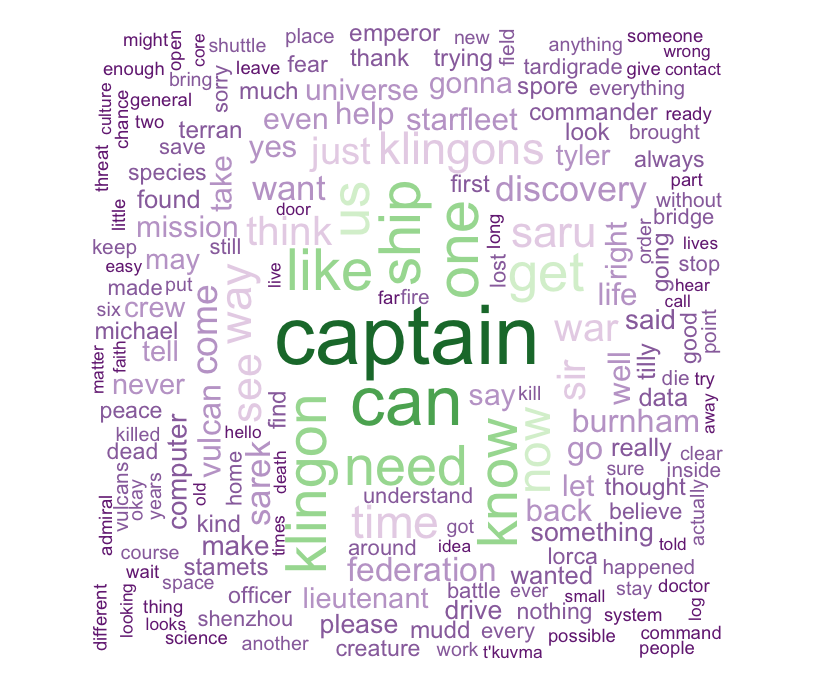 might
open
core
shuttle
place
emperor
new
field
someone
anything
wrong
enough
leave
fear
thank
trying
tardigrade
give
contact
culture
bring
sorry
much
universe
gonna
spore
everything
general
chance
two
terran
even
help
starfleet
commander
ready
look
brought
threat
save
yes
just
klingons
tyler
always
species
take
want
us
ship
one
first
discovery
part
without
little
found
door
mission
think
long
saru
right
order
bridge
lives
keep
still
like
get
lost
going
stop
easy
may
live
hear
made
put
way
far
fire
life
call
six
crew
come
captain
war
said
good
point
michael
matter
faith
tell
see
sir
well
tilly
never
vulcan
can
say
kill
data
die
try
peace
find
burnham
away
killed
hello
klingon
know
now
go
really
clear
dead
computer
sarek
need
sure
inside
vulcans
okay
years
home
death
old
understand
let
thought
actually
admiral
kind
times
time
got
back
believe
something
make
around
idea
told
course
stamets
federation
lorca
happened
wait
space
wanted
officer
lieutenant
battle
ever
small
stay
doctor
different
looking
thing
looks
shenzhou
please
drive
nothing
system
log
mudd
every
possible
command
science
another
creature
work
t'kuvma
people